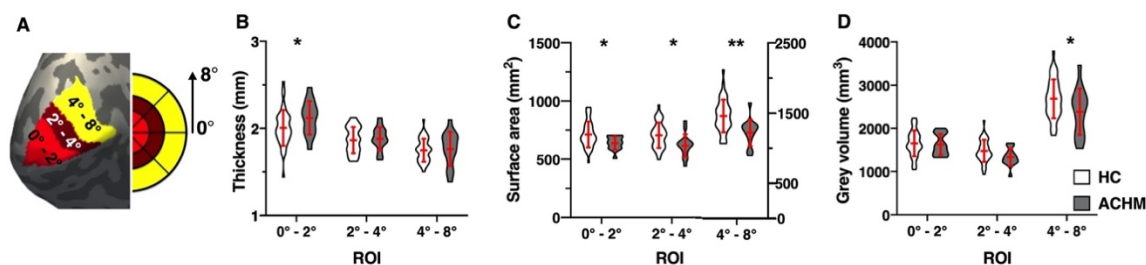 A
0° - 2°
2° - 4°
4° - 8°
8°
0°
B
*
3
2
1
Thickness (mm)
0° - 2°
2° - 4°
4° - 8°
ROI
C
*
*
**
1500
1000
500
0
Surface area (mm²)
2500
1500
500
0
0° - 2°
2° - 4°
4° - 8°
ROI
D
*
4000
3000
2000
1000
0
Grey volume (mm³)
0° - 2°
2° - 4°
4° - 8°
ROI
HC
ACHM